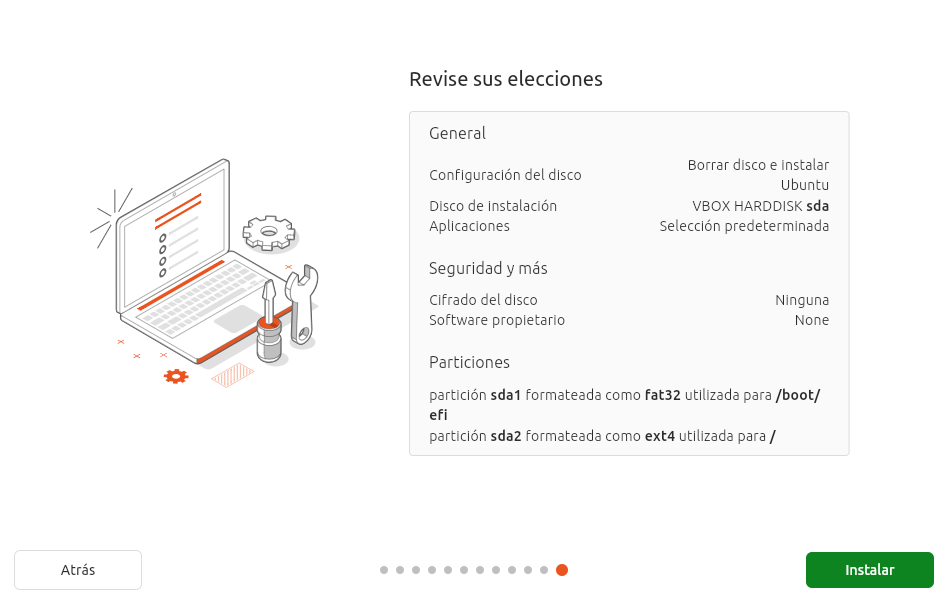 Revise sus elecciones
General
Configuración del disco
Borrar disco e instalar
Ubuntu
Disco de instalación
VBOX HARDDISK sda
Aplicaciones
Selección predeterminada
Seguridad y más
Cifrado del disco
Ninguna
Software propietario
None
Particiones
partición sda1 formateada como fat32 utilizada para /boot/
efi
partición sda2 formateada como ext4 utilizada para /
Atrás
Instalar